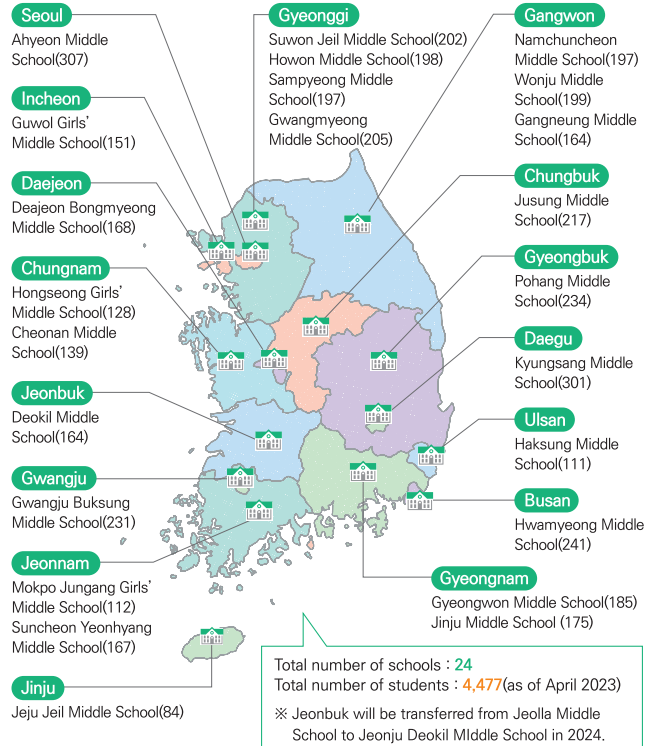 Seoul
Ahyeon Middle
School(307)
Incheon
Guwol Girls'
Middle School(151)
Daejeon
Deajeon Bongmyeong
Middle School(168)
Chungnam
Hongseong Girls'
Middle School(128)
Cheonan Middle
School(139)
Jeonbuk
Deokil Middle
School(164)
Gwangju
Gwangju Buksung
Middle School(231)
Jeonnam
Mokpo Jungang Girls'
Middle School(112)
Suncheon Yeonhyang
Middle School(167)
Jinju
Jeju Jeil Middle School(84)
Gyeonggi
Suwon Jeil Middle School(202)
Howon Middle School(198)
Sampyeong Middle
School(197)
Gwangmyeong
Middle School(205)
Gangwon
Namchuncheon
Middle School(197)
Wonju Middle
School(199)
Gangneung Middle
School(164)
Chungbuk
Jusung Middle
School(217)
Gyeongbuk
Pohang Middle
School(234)
Daegu
Kyungsang Middle
School(301)
Ulsan
Haksung Middle
School(111)
Busan
Hwamyeong Middle
School(241)
Gyeongnam
Gyeongwon Middle School(185)
Jinju Middle School (175)
Total number of schools : 24
Total number of students : 4,477(as of April 2023)
※ Jeonbuk will be transferred from Jeolla Middle
School to Jeonju Deokil MIddle School in 2024.